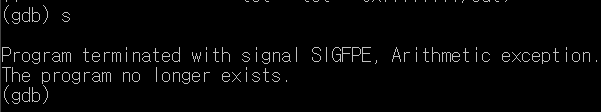 (gdb) s
Program terminated with signal SIGFPE, Arithmetic exception.
The program no longer exists.
(gdb)